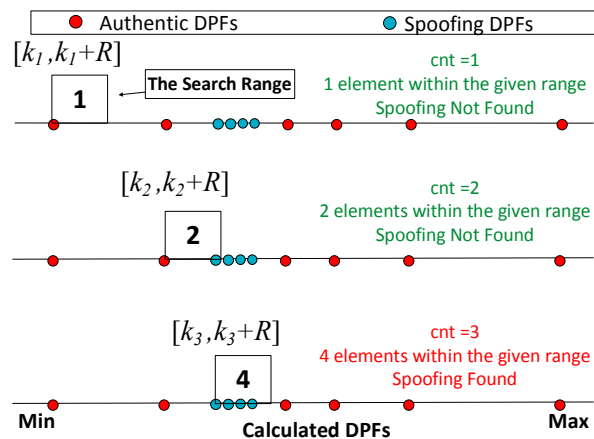 Authentic DPFs Spoofing DPFs
[k₁,k₁+R]
The Search Range
1
cnt =1
1 element within the given range
Spoofing Not Found
[k₂,k₂+R]
2
cnt =2
2 elements within the given range
Spoofing Not Found
[k₃,k₃+R]
4
cnt =3
4 elements within the given range
Spoofing Found
Min Calculated DPFs Max